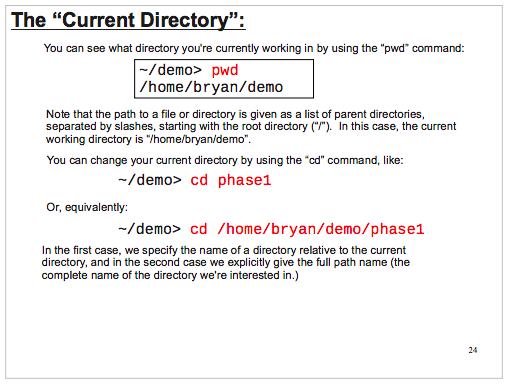 The “Current Directory”:
You can see what directory you're currently working in by using the “pwd” command:
~/demo> pwd
/home/bryan/demo
Note that the path to a file or directory is given as a list of parent directories,
separated by slashes, starting with the root directory (“/”).  In this case, the current
working directory is “/home/bryan/demo”.
You can change your current directory by using the “cd” command, like:
~/demo> cd phase1
Or, equivalently:
~/demo> cd /home/bryan/demo/phase1
In the first case, we specify the name of a directory relative to the current
directory, and in the second case we explicitly give the full path name (the
complete name of the directory we're interested in.)
24